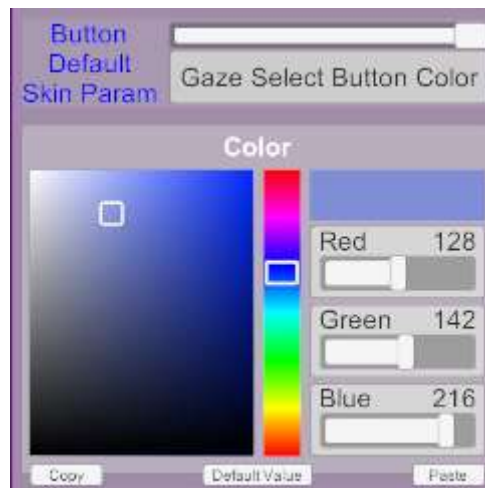 Button
Default
Skin Param
Gaze Select Button Color
Color
Red 128
Green 142
Blue 216
Copy Default Value Paste